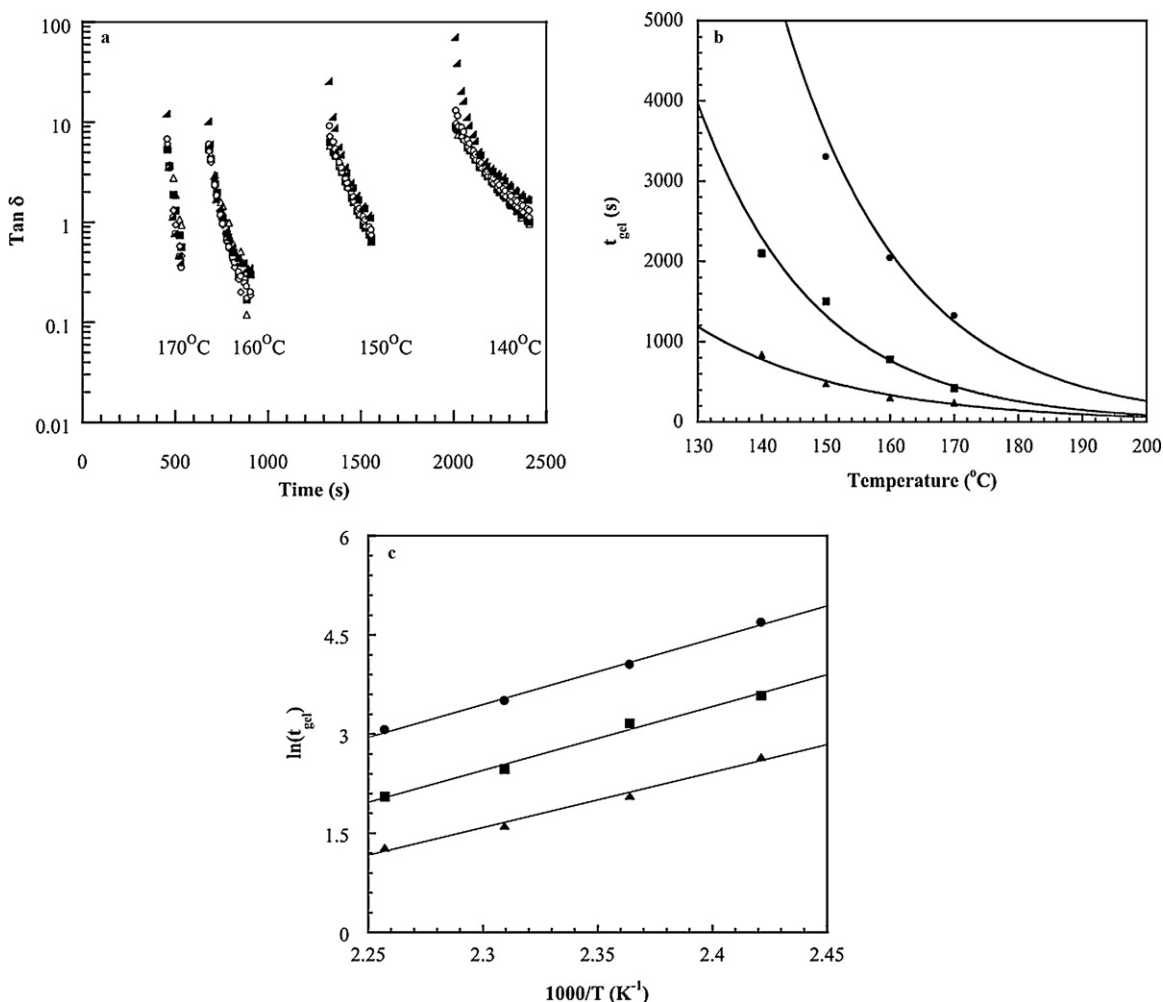 a
Tan δ
100
10
1
0.1
0.01
170°C
160°C
150°C
140°C
0
500
1000
1500
2000
2500
Time (s)
b
t_gel (s)
5000
4000
3000
2000
1000
0
130
140
150
160
170
180
190
200
Temperature (°C)
c
ln(t_gel)
6
4.5
3
1.5
0
2.25
2.3
2.35
2.4
2.45
1000/T (K⁻¹)